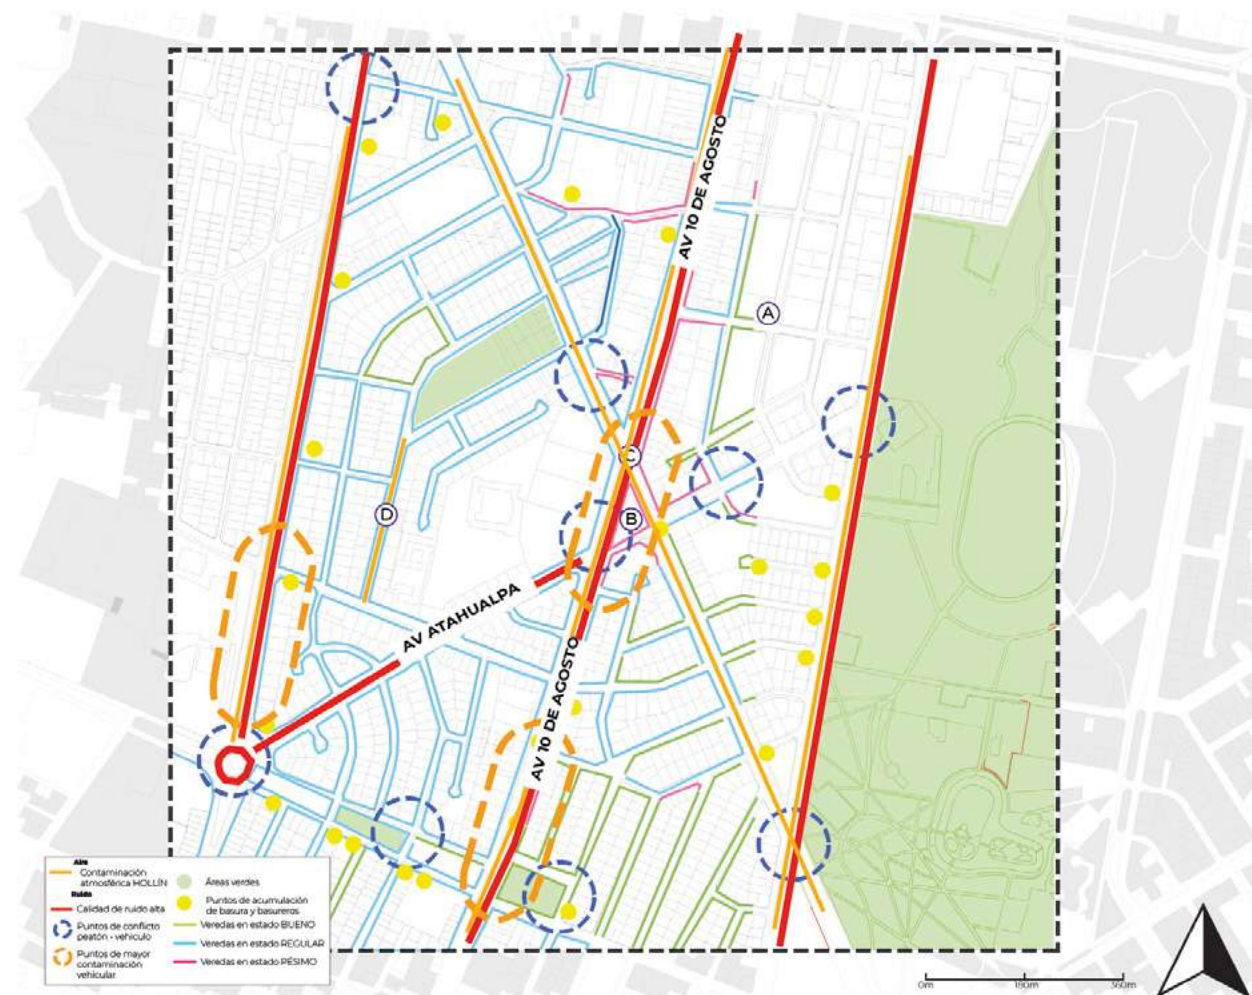 AV 10 DE AGOSTO
A
C
B
D
AV ATAHUALPA
AV 10 DE AGOSTO
Aire
Contaminación
atmosférica HOLLÍN
Ruido
Calidad de ruido alta
Puntos de conflicto
peatón - vehículo
Puntos de mayor
contaminación
vehicular
Áreas verdes
Puntos de acumulación
de basura y basureros
Veredas en estado BUENO
Veredas en estado REGULAR
Veredas en estado PÉSIMO
0m 180m 360m